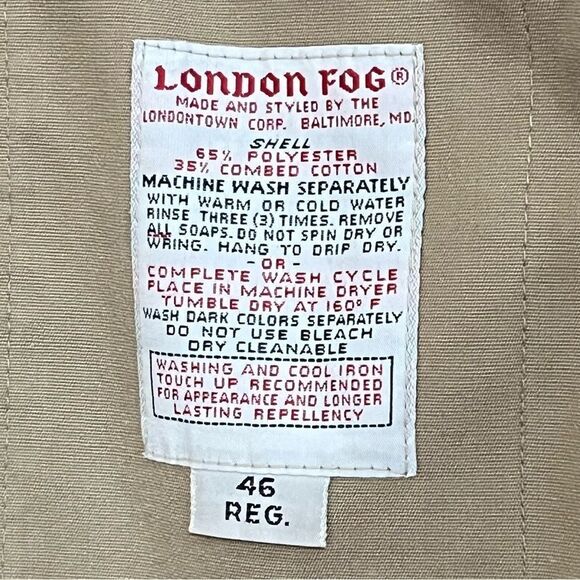 LONDON FOG®
MADE AND STYLED BY THE
LONDONTOWN CORP. BALTIMORE, MD.
SHELL
65% POLYESTER
35% COMBED COTTON
MACHINE WASH SEPARATELY
WITH WARM OR COLD WATER
RINSE THREE (3) TIMES. REMOVE
ALL SOAPS. DO NOT SPIN DRY OR
WRING. HANG TO DRIP DRY.
- OR -
COMPLETE WASH CYCLE
PLACE IN MACHINE DRYER
TUMBLE DRY AT 160° F
WASH DARK COLORS SEPARATELY
DO NOT USE BLEACH
DRY CLEANABLE
WASHING AND COOL IRON
TOUCH UP RECOMMENDED
FOR APPEARANCE AND LONGER
LASTING REPELLENCY
46
REG.